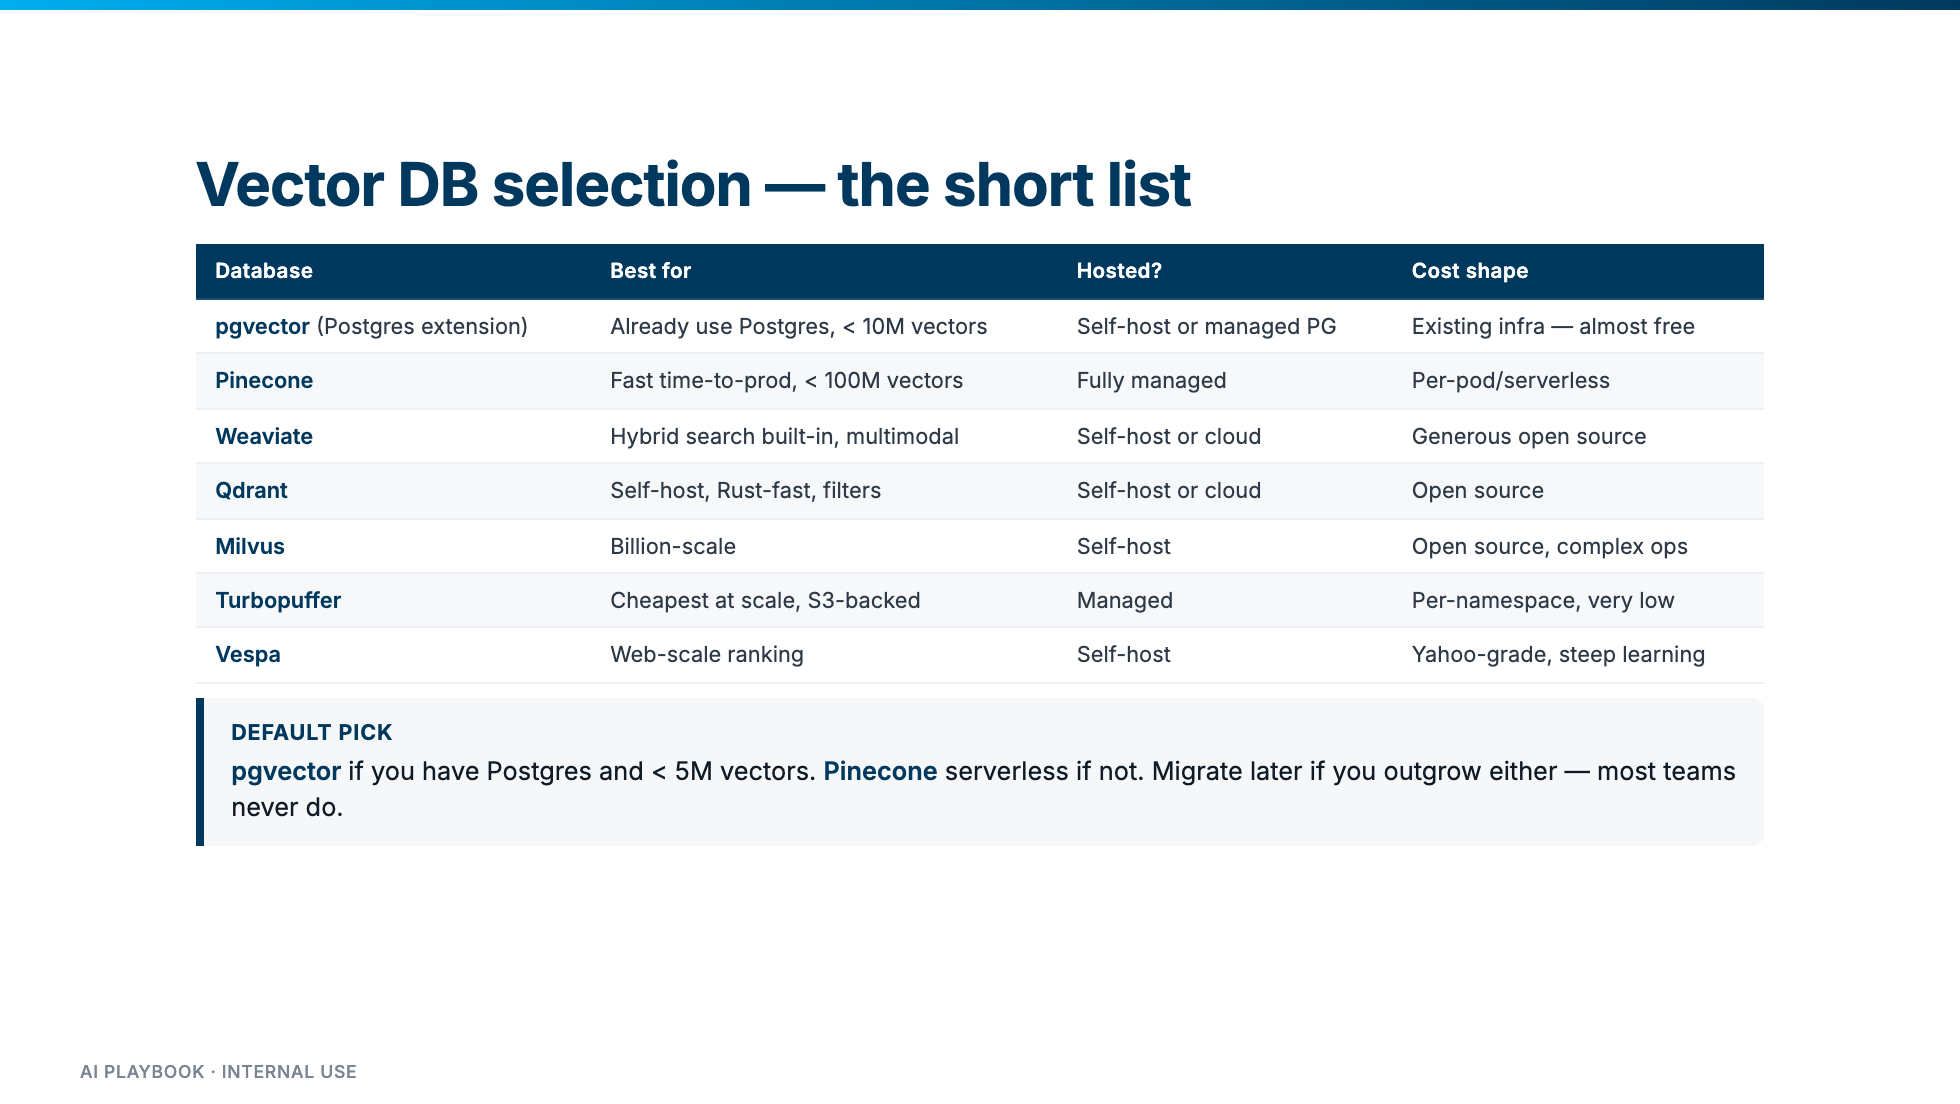 Vector DB selection — the short list
Database Best for Hosted? Cost shape
pgvector (Postgres extension) Already use Postgres, < 10M vectors Self-host or managed PG Existing infra — almost free
Pinecone Fast time-to-prod, < 100M vectors Fully managed Per-pod/serverless
Weaviate Hybrid search built-in, multimodal Self-host or cloud Generous open source
Qdrant Self-host, Rust-fast, filters Self-host or cloud Open source
Milvus Billion-scale Self-host Open source, complex ops
Turbopuffer Cheapest at scale, S3-backed Managed Per-namespace, very low
Vespa Web-scale ranking Self-host Yahoo-grade, steep learning
DEFAULT PICK
pgvector if you have Postgres and < 5M vectors. Pinecone serverless if not. Migrate later if you outgrow either — most teams
never do.
AI PLAYBOOK · INTERNAL USE